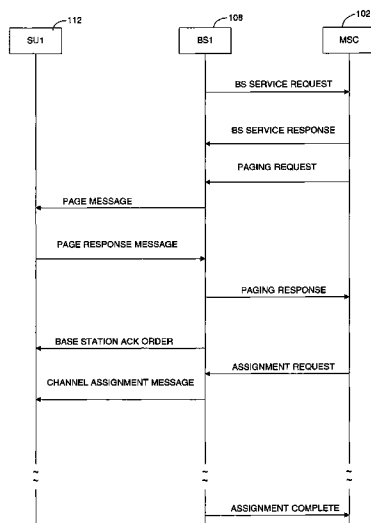 112
108
102
SU1
BS1
MSC
BS SERVICE REQUEST
BS SERVICE RESPONSE
PAGING REQUEST
PAGE MESSAGE
PAGE RESPONSE MESSAGE
PAGING RESPONSE
BASE STATION ACK ORDER
ASSIGNMENT REQUEST
CHANNEL ASSIGNMENT MESSAGE
ASSIGNMENT COMPLETE